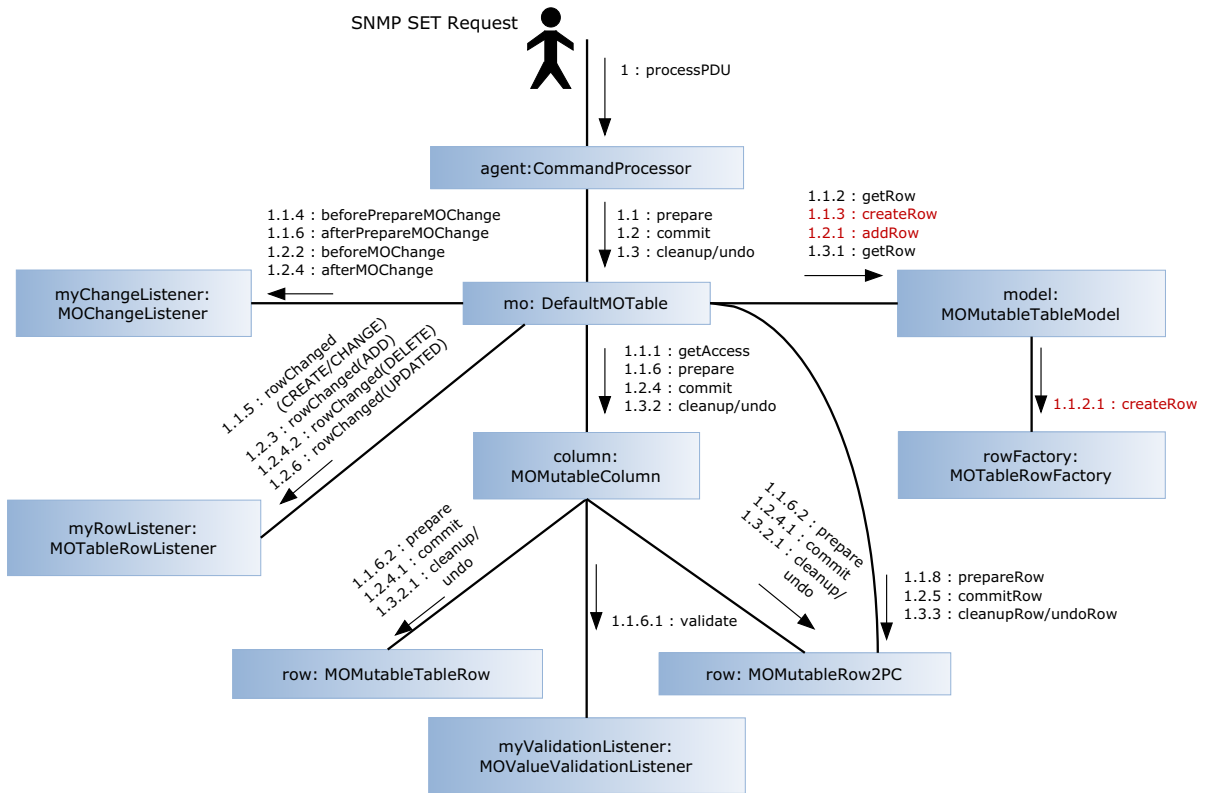 SNMP SET Request
1 : processPDU
agent:CommandProcessor
1.1.4 : beforePrepareMOChange
1.1.6 : afterPrepareMOChange
1.2.2 : beforeMOChange
1.2.4 : afterMOChange
1.1 : prepare
1.2 : commit
1.3 : cleanup/undo
1.1.2 : getRow
1.1.3 : createRow
1.2.1 : addRow
1.3.1 : getRow
myChangeListener:
MOChangeListener
mo: DefaultMOTable
model:
MOMutableTableModel
1.1.5 : rowChanged
(CREATE/CHANGE)
1.2.3 : rowChanged(ADD)
1.2.4.2 : rowChanged(DELETE)
1.2.6 : rowChanged(UPDATED)
1.1.1 : getAccess
1.1.6 : prepare
1.2.4 : commit
1.3.2 : cleanup/undo
1.1.2.1 : createRow
column:
MOMutableColumn
rowFactory:
MOTableRowFactory
myRowListener:
MOTableRowListener
1.1.6.2 : prepare
1.2.4.1 : commit
1.3.2.1 : cleanup/
undo
1.1.6.1 : validate
1.1.6.2 : prepare
1.2.4.1 : commit
1.3.2.1 : cleanup/
undo
1.1.8 : prepareRow
1.2.5 : commitRow
1.3.3 : cleanupRow/undoRow
row: MOMutableTableRow
row: MOMutableRow2PC
myValidationListener:
MOValueValidationListener